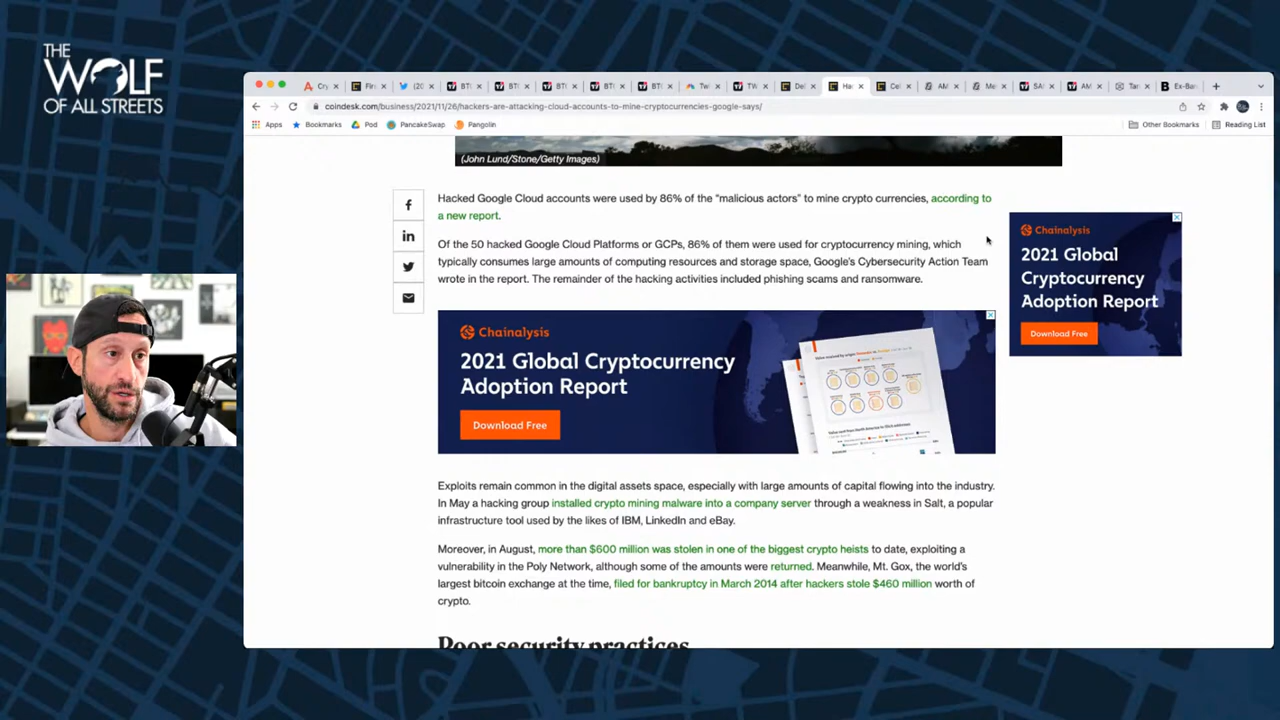 THE
WOLF
OF ALL STREETS
coindesk.com/business/2021/11/26/hackers-are-attacking-cloud-accounts-to-mine-cryptocurrencies-google-says/
Apps Bookmarks Pod PancakeSwap Pangolin Other Bookmarks Reading List
(John Lund/Stone/Getty Images)
Hacked Google Cloud accounts were used by 86% of the “malicious actors” to mine crypto currencies, according to
a new report.
Of the 50 hacked Google Cloud Platforms or GCPs, 86% of them were used for cryptocurrency mining, which
typically consumes large amounts of computing resources and storage space, Google’s Cybersecurity Action Team
wrote in the report. The remainder of the hacking activities included phishing scams and ransomware.
Chainalysis
2021 Global
Cryptocurrency
Adoption Report
Download Free
Chainalysis
2021 Global Cryptocurrency
Adoption Report
Download Free
Exploits remain common in the digital assets space, especially with large amounts of capital flowing into the industry.
In May a hacking group installed crypto mining malware into a company server through a weakness in Salt, a popular
infrastructure tool used by the likes of IBM, LinkedIn and eBay.
Moreover, in August, more than $600 million was stolen in one of the biggest crypto heists to date, exploiting a
vulnerability in the Poly Network, although some of the amounts were returned. Meanwhile, Mt. Gox, the world’s
largest bitcoin exchange at the time, filed for bankruptcy in March 2014 after hackers stole $460 million worth of
crypto.
Poor security practices